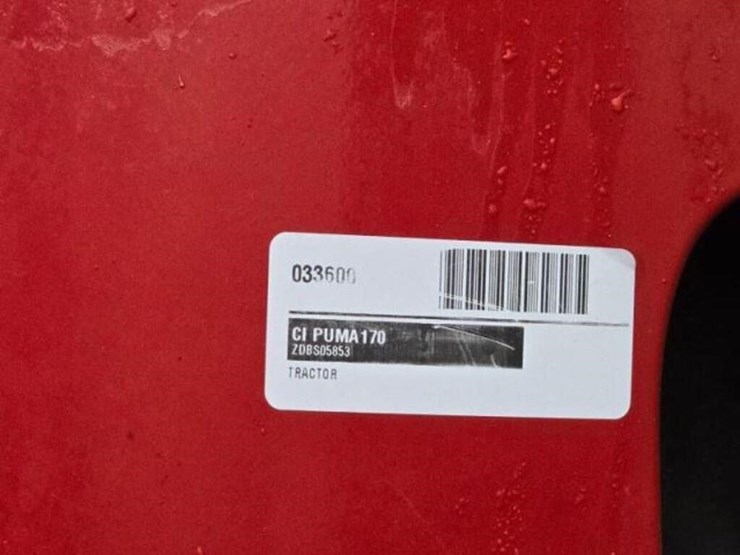 033600
CI PUMA170
ZDBS05853
TRACTOR